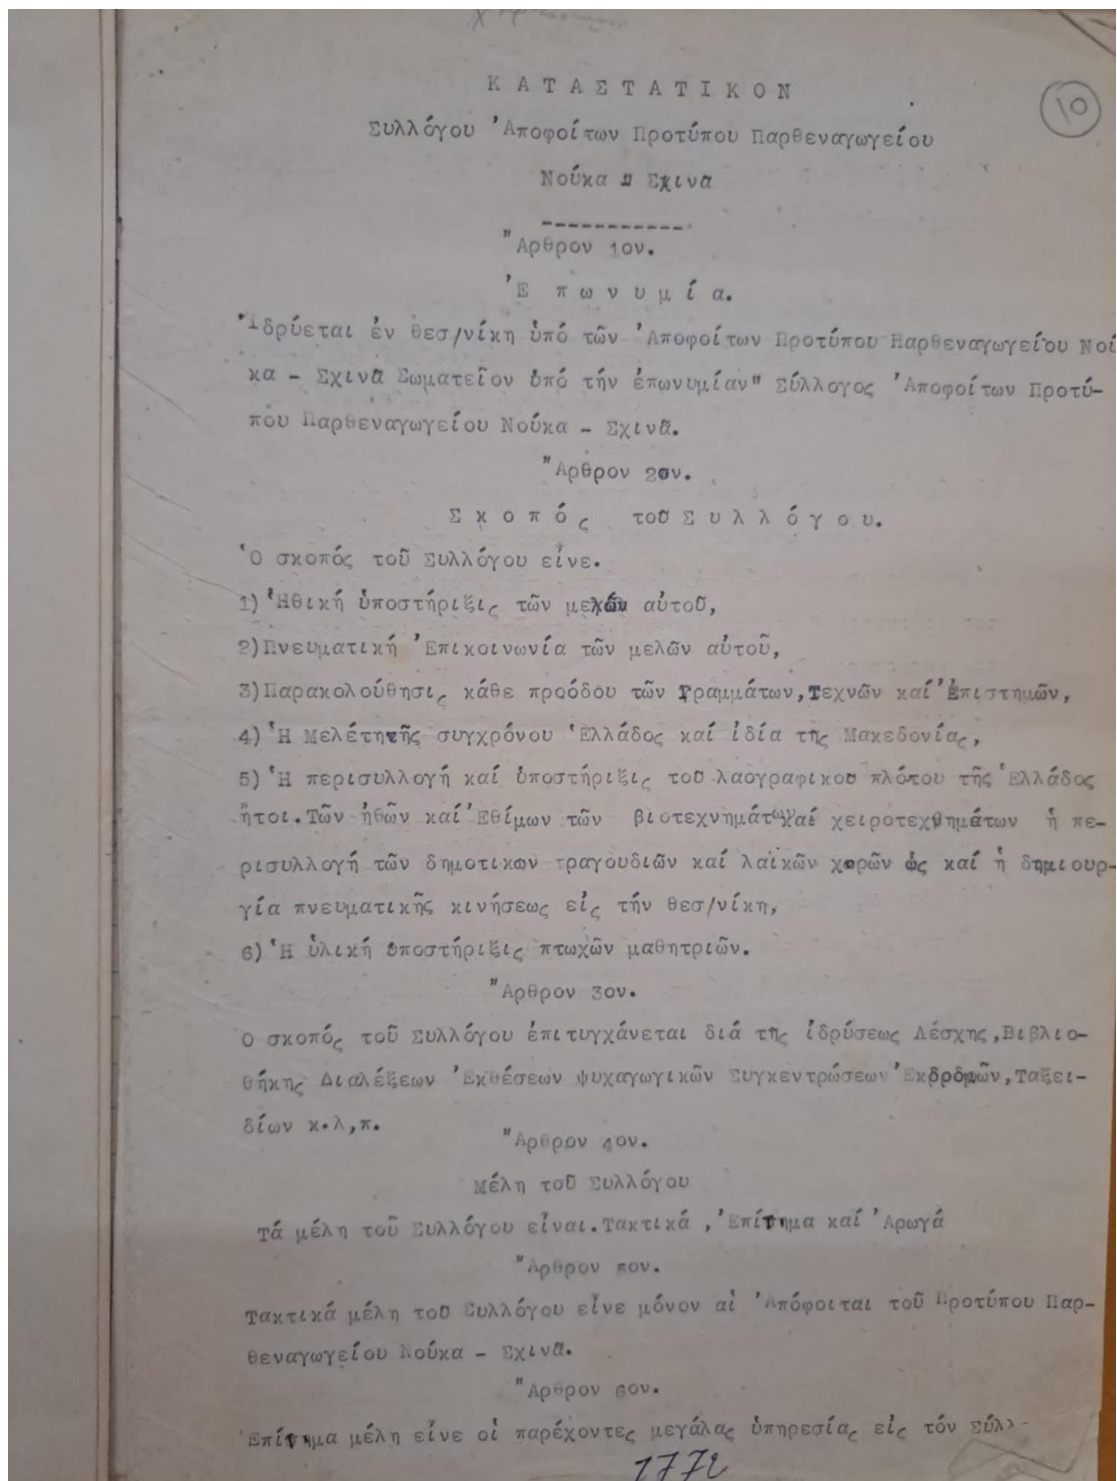 Κ Α Τ Α Σ Τ Α Τ Ι Κ Ο Ν
10
Συλλόγου Ἀποφοίτων Προτύπου Παρθεναγωγείου
Νούκα - Σχινᾶ
-----------
Ἄρθρον 1ον.
Ἐ π ω ν υ μ ί α.
Ἱδρύεται ἐν Θεσ/νίκη ὑπό τῶν Ἀποφοίτων Προτύπου Παρθεναγωγείου Νού
κα - Σχινᾶ Σωματεῖον ὑπό τήν ἐπωνυμίαν" Σύλλογος Ἀποφοίτων Προτύ-
που Παρθεναγωγείου Νούκα - Σχινᾶ.
Ἄρθρον 2ον.
Σ κ ο π ό ς τοῦ Σ υ λ λ ό γ ο υ.
Ὁ σκοπός τοῦ Συλλόγου εἶνε.
1) Ἠθική ὑποστήριξις τῶν μελῶν αὐτοῦ,
2)Πνευματική Ἐπικοινωνία τῶν μελῶν αὐτοῦ,
3)Παρακολούθησις κάθε προόδου τῶν Γραμμάτων,Τεχνῶν καί Ἐπιστημῶν,
4) Ἡ Μελέτητῆς συγχρόνου Ἑλλάδος καί ἰδία τῆς Μακεδονίας,
5) Ἡ περισυλλογή καί ὑποστήριξις τοῦ λαογραφικοῦ πλότου τῆς Ἑλλάδος
ἤτοι.Τῶν ἠθῶν καί Ἐθίμων τῶν βιοτεχνημάτων καί χειροτεχνημάτων ἡ πε-
ρισυλλογή τῶν δημοτικῶν τραγουδιῶν καί λαϊκῶν χορῶν ὡς καί ἡ δημιουρ-
γία πνευματικῆς κινήσεως εἰς τήν Θεσ/νίκη,
6) Ἡ ὑλική ὑποστήριξις πτωχῶν μαθητριῶν.
Ἄρθρον 3ον.
Ο σκοπός τοῦ Συλλόγου ἐπιτυγχάνεται διά τῆς ἱδρύσεως Λέσχης,Βιβλιο-
θήκης Διαλέξεων Ἐκθέσεων ψυχαγωγικῶν Συγκεντρώσεων Ἐκδρομῶν,Ταξει-
δίων κ.λ,π.
Ἄρθρον 4ον.
Μέλη τοῦ Συλλόγου
Τά μέλη τοῦ Συλλόγου εἶναι.Τακτικά ,Ἐπίτημα καί Ἀρωγά
Ἄρθρον 5ον.
Τακτικά μέλη τοῦ Συλλόγου εἶνε μόνον αἱ Ἀπόφοιται τοῦ Προτύπου Παρ-
θεναγωγείου Νούκα - Σχινᾶ.
Ἄρθρον 6ον.
Ἐπίτημα μέλη εἶνε οἱ παρέχοντες μεγάλας ὑπηρεσίας εἰς τόν Σύλλ-